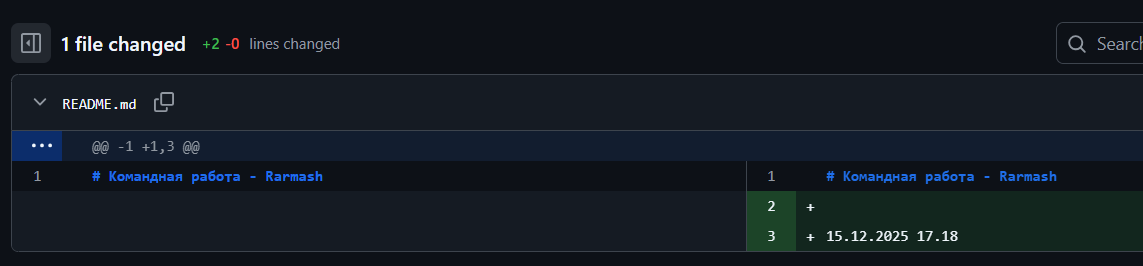 1 file changed +2 -0 lines changed
Search
README.md
@@ -1 +1,3 @@
1 # Командная работа - Rarmash
1 # Командная работа - Rarmash
2 +
3 + 15.12.2025 17.18